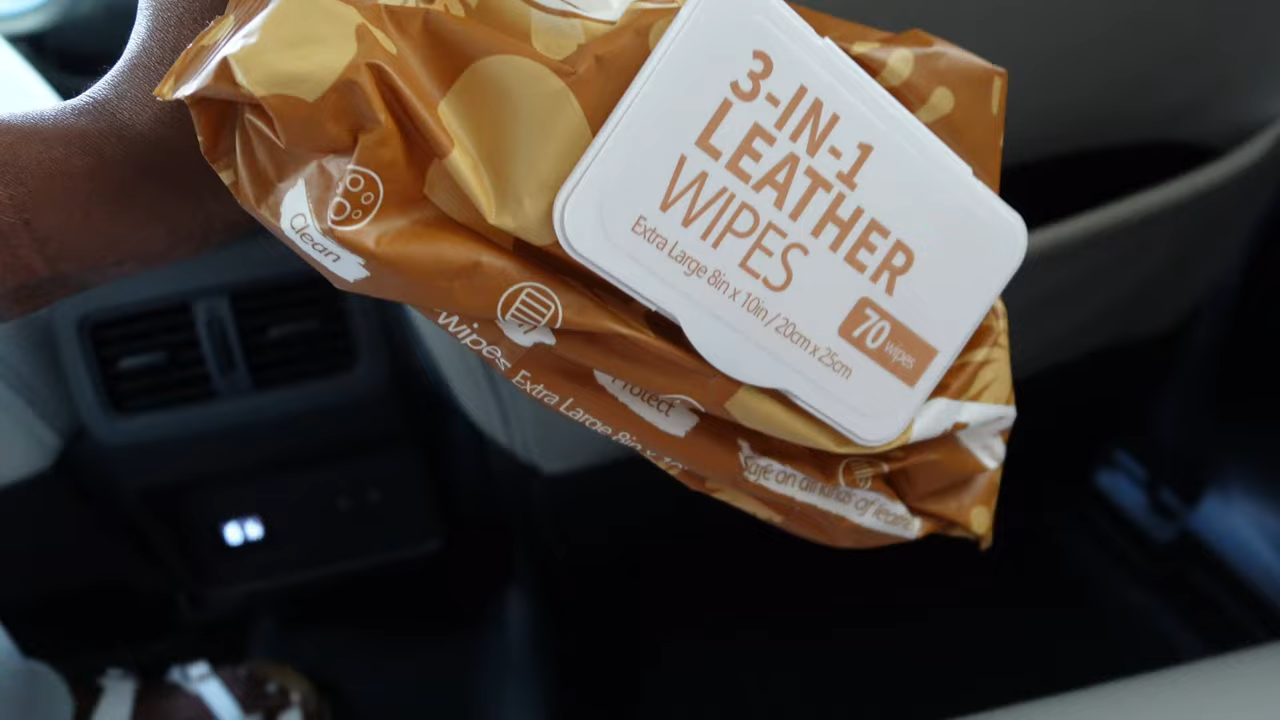 3-IN-1
LEATHER
WIPES
Extra Large 8in x 10in / 20cm x 25cm
70 wipes
Clean
Wipes Extra Large 8in x 10
Protect
Safe on all kinds of leather